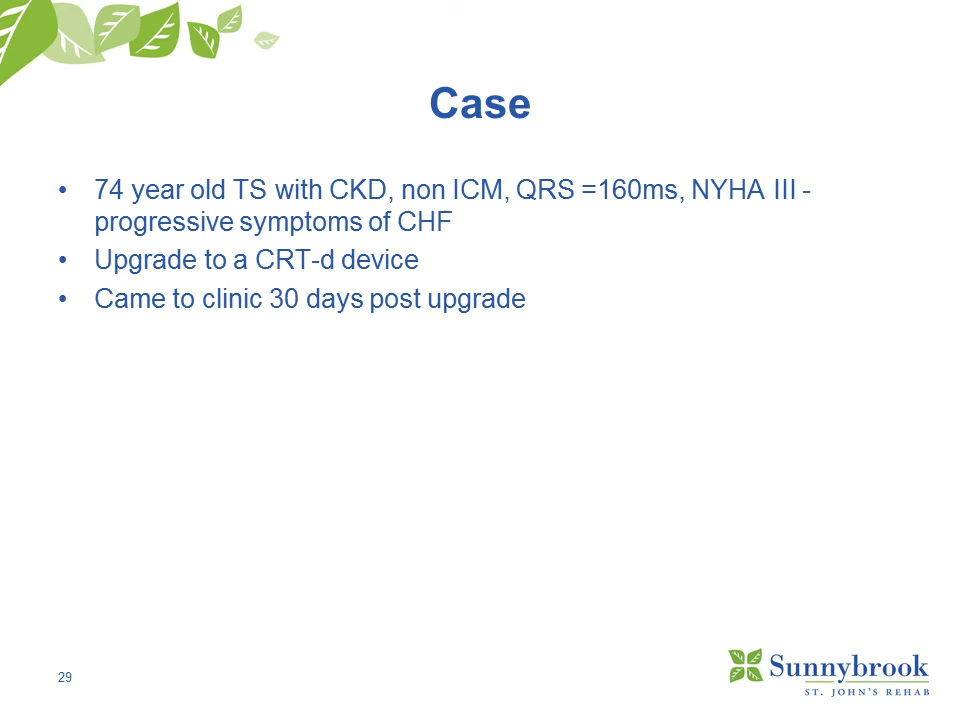 Case
• 74 year old TS with CKD, non ICM, QRS =160ms, NYHA III -
progressive symptoms of CHF
• Upgrade to a CRT-d device
• Came to clinic 30 days post upgrade
29
Sunnybrook
ST. JOHN'S REHAB